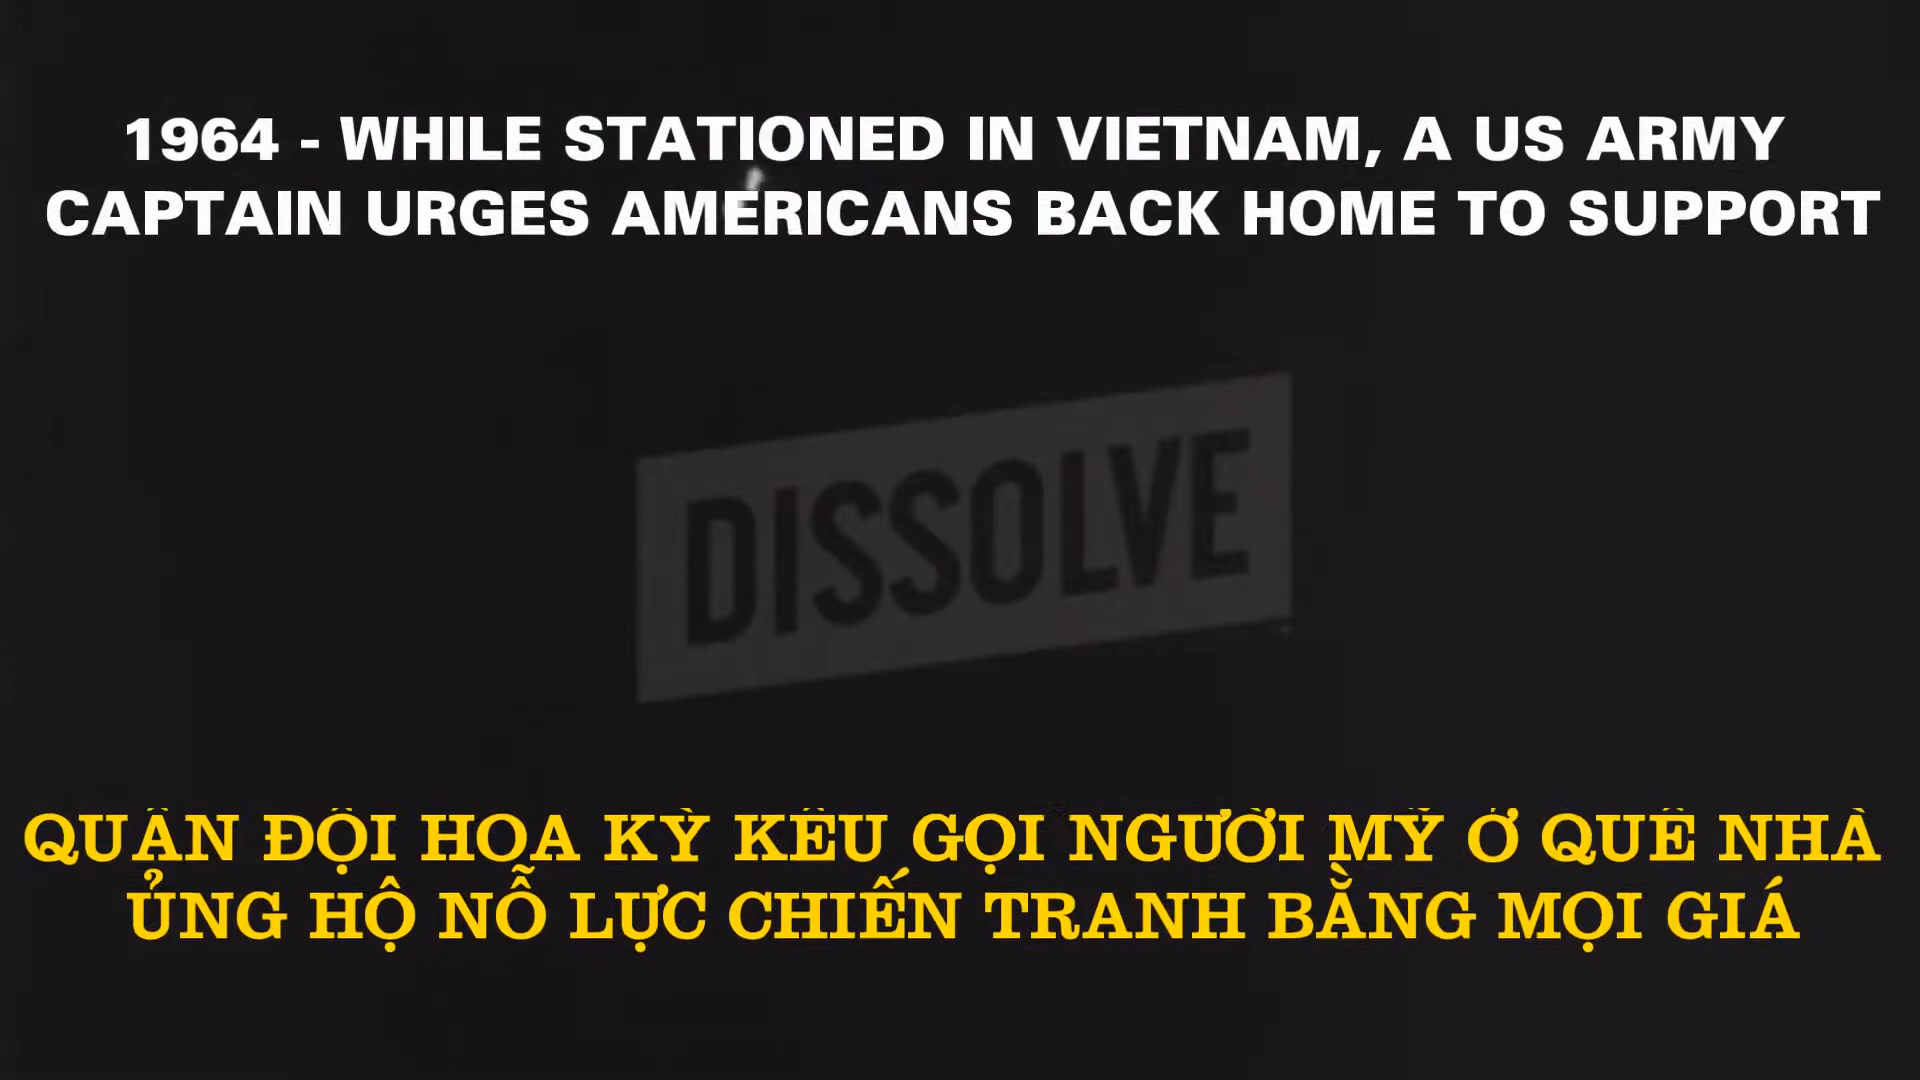 1964 - WHILE STATIONED IN VIETNAM, A US ARMY
CAPTAIN URGES AMERICANS BACK HOME TO SUPPORT
DISSOLVE
QUÂN ĐỘI HOA KỲ KÊU GỌI NGƯỜI MỸ Ở QUÊ NHÀ
ỦNG HỘ NỖ LỰC CHIẾN TRANH BẰNG MỌI GIÁ